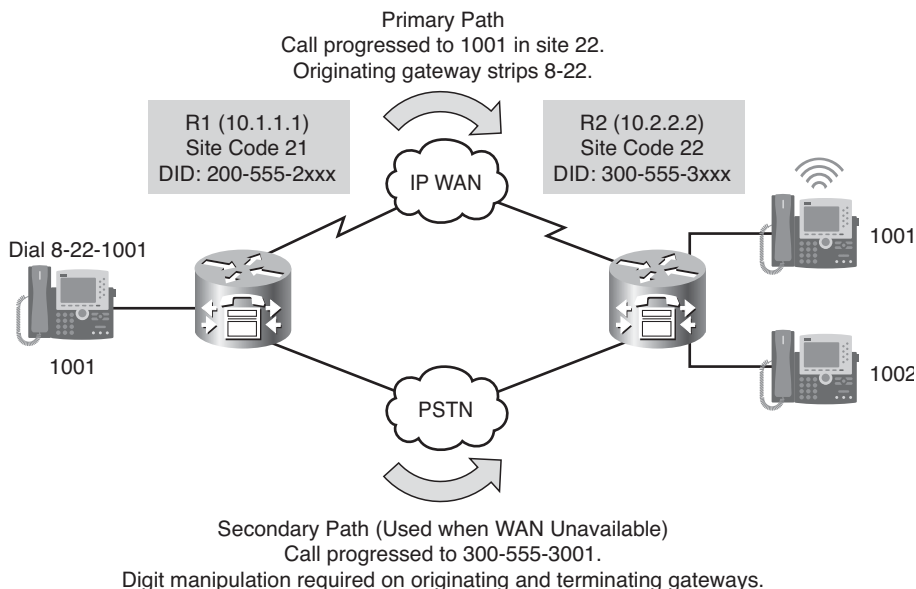 Primary Path
Call progressed to 1001 in site 22.
Originating gateway strips 8-22.
R1 (10.1.1.1)
Site Code 21
DID: 200-555-2xxx
R2 (10.2.2.2)
Site Code 22
DID: 300-555-3xxx
IP WAN
Dial 8-22-1001
1001
1001
1002
PSTN
Secondary Path (Used when WAN Unavailable)
Call progressed to 300-555-3001.
Digit manipulation required on originating and terminating gateways.